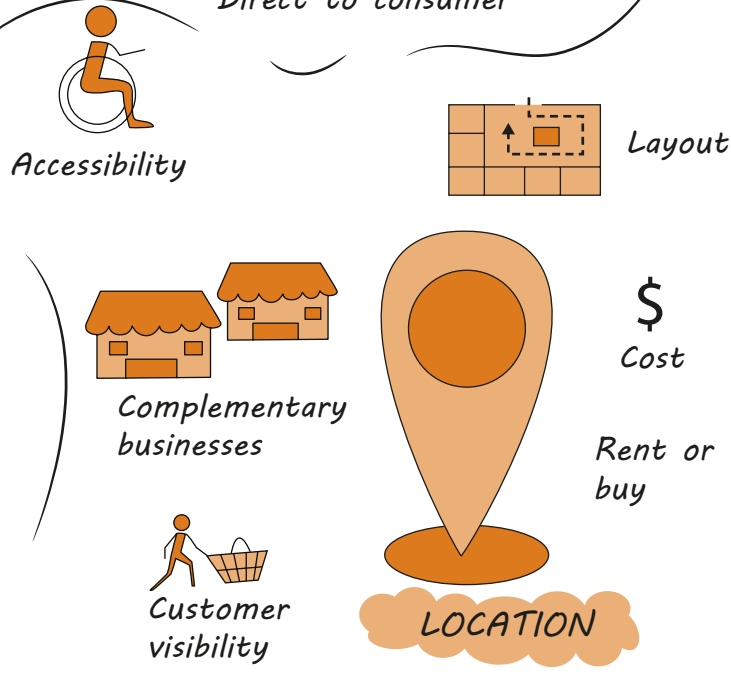 Direct to consumer
Accessibility
Layout
$
Cost
Complementary
businesses
Rent or
buy
Customer
visibility
LOCATION